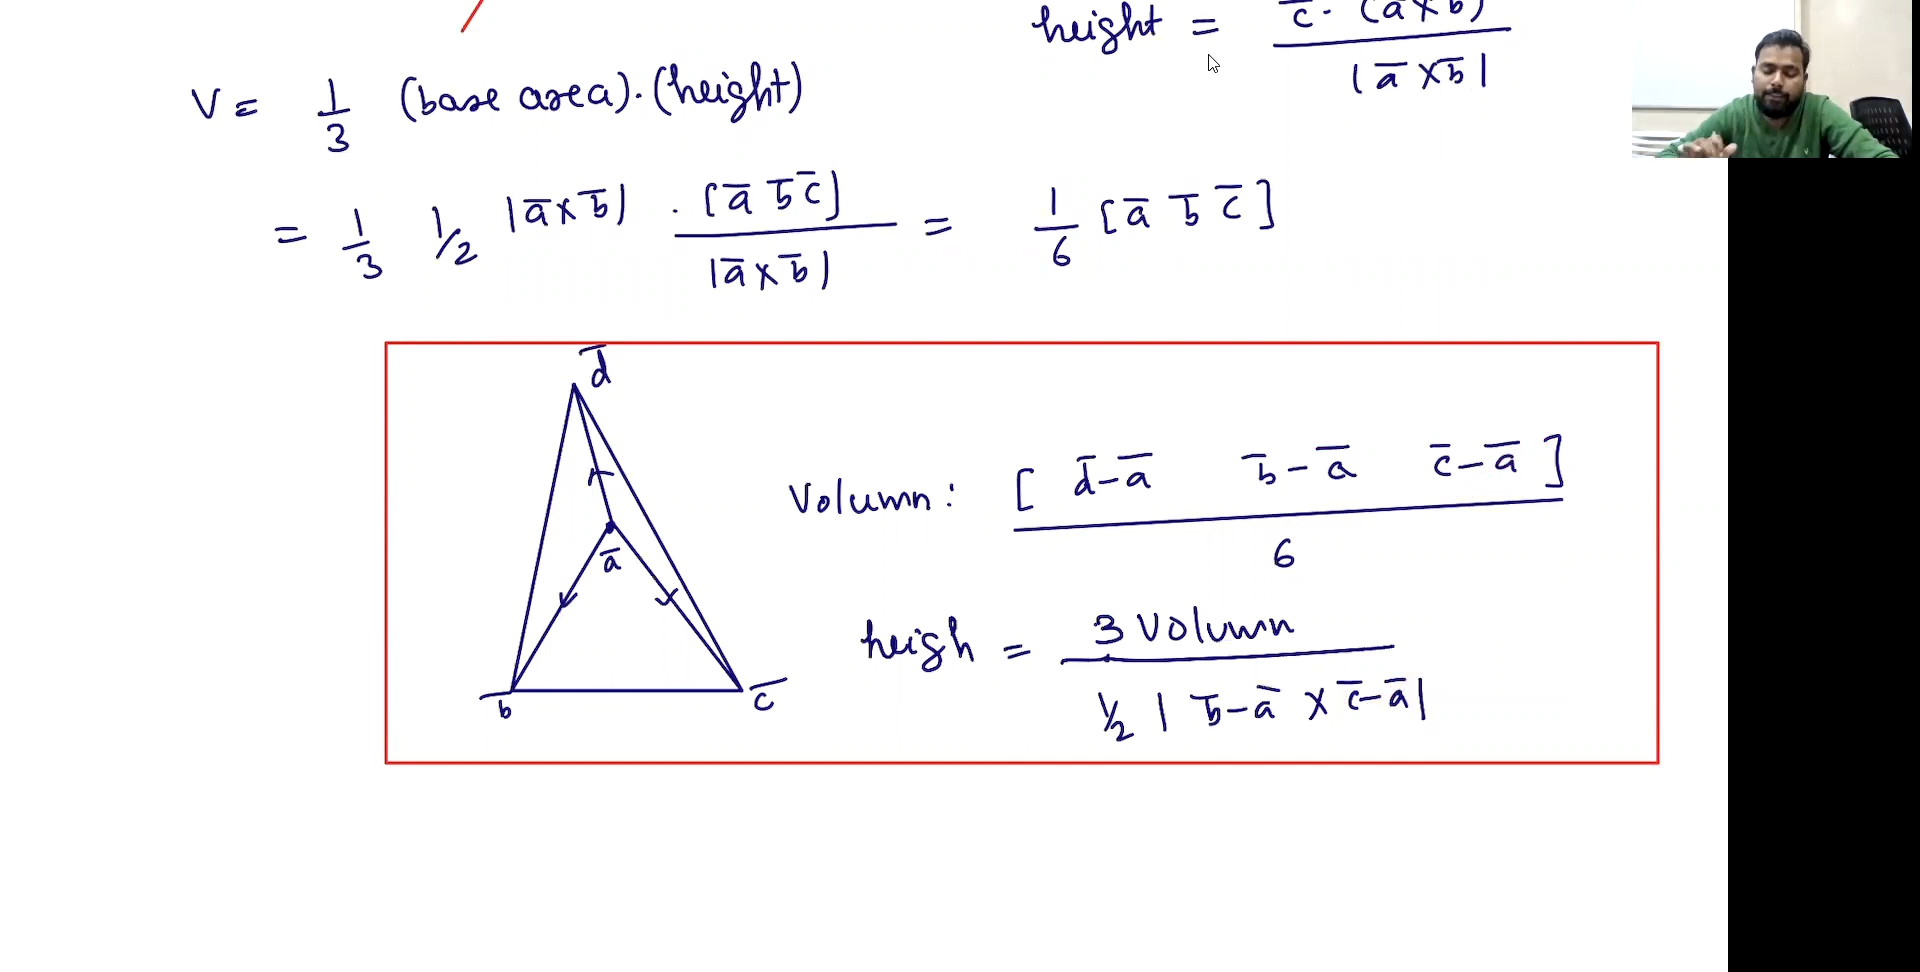 height = c̅ · (a̅ × b̅) / |a̅ × b̅|
V = 1/3 (base area).(height)
= 1/3 1/2 |a̅ × b̅| . [a̅ b̅ c̅] / |a̅ × b̅| = 1/6 [a̅ b̅ c̅]
d̅
Volumn : [ d̅ - a̅ b̅ - a̅ c̅ - a̅ ] / 6
a̅
heigh = 3 Volumn / 1/2 | b̅ - a̅ × c̅ - a̅ |
b̅ c̅